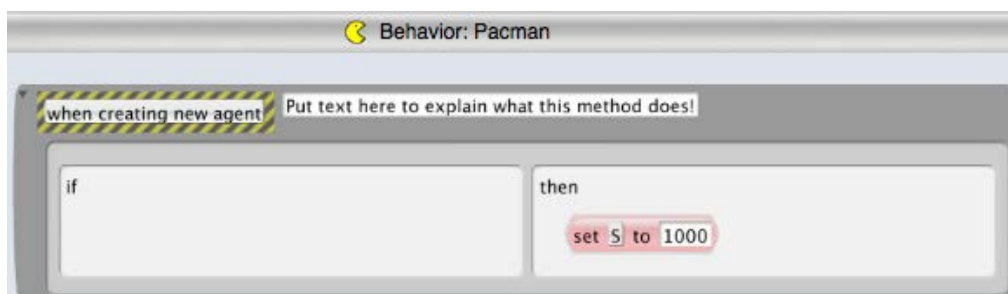 Behavior: Pacman
when creating new agent Put text here to explain what this method does!
if then
set S to 1000